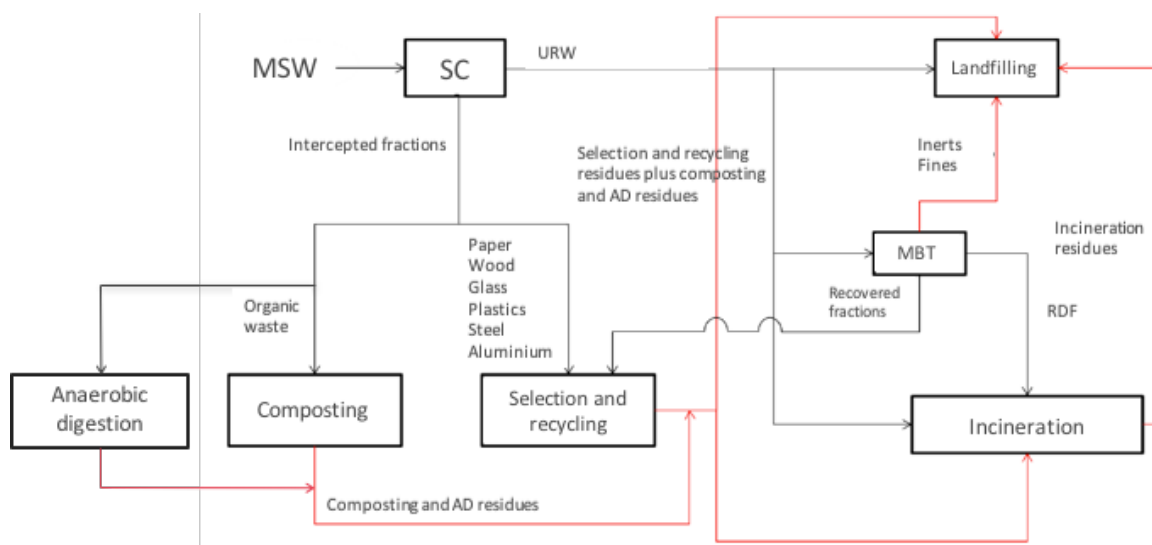 MSW
SC
URW
Landfilling
Intercepted fractions
Selection and recycling
residues plus composting
and AD residues
Inerts
Fines
Paper
Wood
Glass
Plastics
Steel
Aluminium
MBT
Incineration
residues
Organic
waste
Recovered
fractions
RDF
Anaerobic
digestion
Composting
Selection and
recycling
Incineration
Composting and AD residues